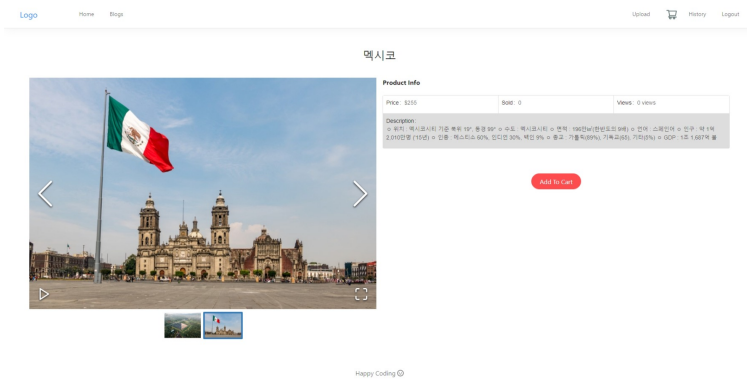 Logo
Home
Blogs
Upload
History
Logout
멕시코
Product Info
Price : $255
Sold : 0
Views : 0 views
Description :
ㅇ 위치 : 멕시코시티 기준 북위 19°, 동경 99° ㅇ 수도 : 멕시코시티 ㅇ 면적 : 196만㎢(한반도의 9배) ㅇ 언어 : 스페인어 ㅇ 인구 : 약 1억
2,010만명 ('15년) ㅇ 인종 : 메스티소 60%, 인디언 30%, 백인 9% ㅇ 종교 : 가톨릭(89%), 기독교(6%), 기타(5%) ㅇ GDP : 1조 1,667억 불
Add To Cart
Happy Coding